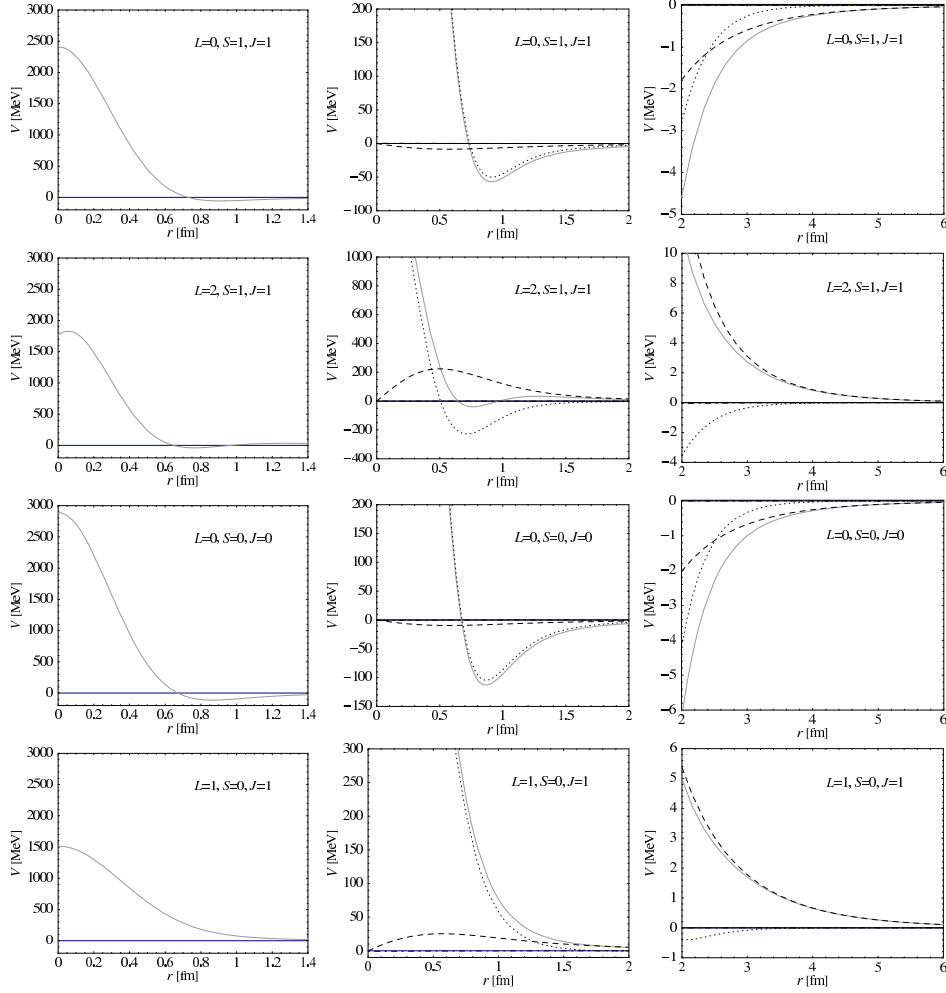 V [MeV]
3000
2500
2000
1500
1000
500
0
L=0, S=1, J=1
0 0.2 0.4 0.6 0.8 1 1.2 1.4
r [fm]
V [MeV]
200
150
100
50
0
−50
−100
L=0, S=1, J=1
0 0.5 1 1.5 2
r [fm]
V [MeV]
0
−1
−2
−3
−4
−5
L=0, S=1, J=1
2 3 4 5 6
r [fm]
V [MeV]
3000
2500
2000
1500
1000
500
0
L=2, S=1, J=1
0 0.2 0.4 0.6 0.8 1 1.2 1.4
r [fm]
V [MeV]
1000
800
600
400
200
0
−200
−400
L=2, S=1, J=1
0 0.5 1 1.5 2
r [fm]
V [MeV]
10
8
6
4
2
0
−2
−4
L=2, S=1, J=1
2 3 4 5 6
r [fm]
V [MeV]
3000
2500
2000
1500
1000
500
0
L=0, S=0, J=0
0 0.2 0.4 0.6 0.8 1 1.2 1.4
r [fm]
V [MeV]
200
150
100
50
0
−50
−100
−150
L=0, S=0, J=0
0 0.5 1 1.5 2
r [fm]
V [MeV]
0
−1
−2
−3
−4
−5
−6
L=0, S=0, J=0
2 3 4 5 6
r [fm]
V [MeV]
3000
2500
2000
1500
1000
500
0
L=1, S=0, J=1
0 0.2 0.4 0.6 0.8 1 1.2 1.4
r [fm]
V [MeV]
300
250
200
150
100
50
0
L=1, S=0, J=1
0 0.5 1 1.5 2
r [fm]
V [MeV]
6
5
4
3
2
1
0
−1
L=1, S=0, J=1
2 3 4 5 6
r [fm]